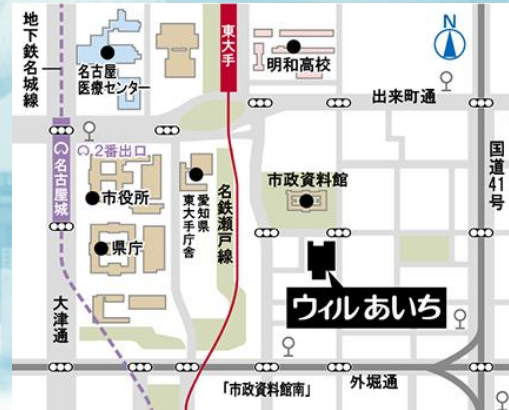 地下鉄名城線
名古屋
医療センター
東大手
明和高校
N
出来町通
名古屋城
2番出口
市役所
愛知県
東大手庁舎
名鉄瀬戸線
市政資料館
国道41号
県庁
ウィルあいち
大津通
「市政資料館南」
外堀通